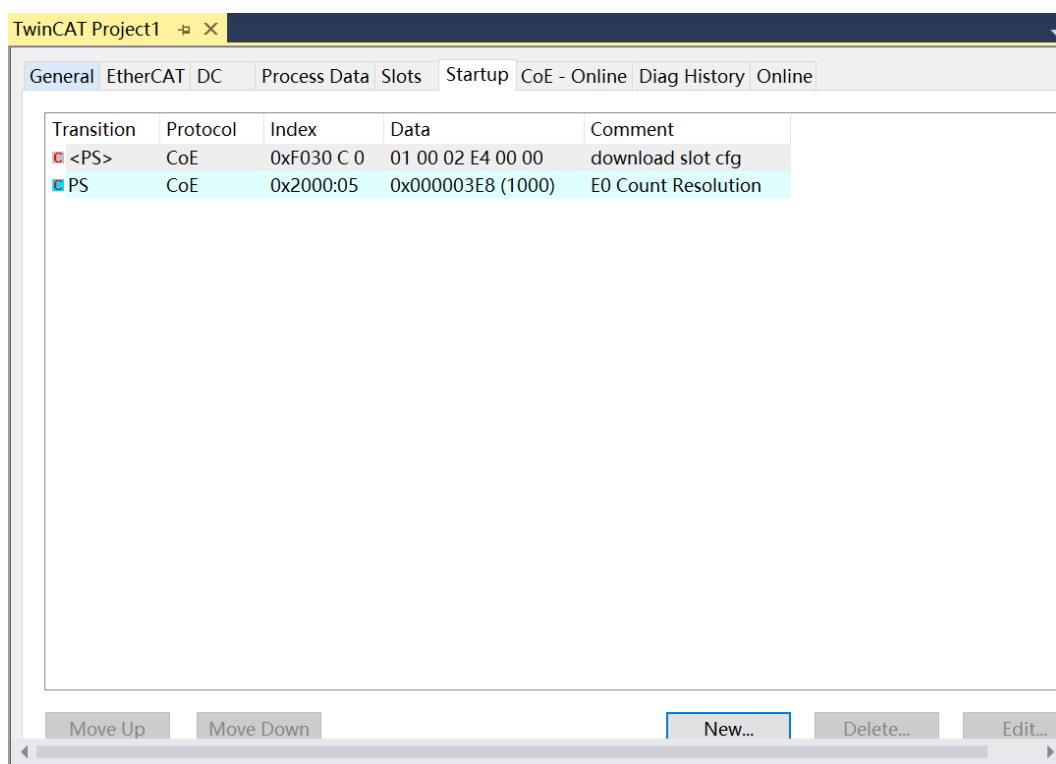 TwinCAT Project1
General EtherCAT DC Process Data Slots Startup CoE - Online Diag History Online
Transition Protocol Index Data Comment
C <PS> CoE 0xF030 C 0 01 00 02 E4 00 00 download slot cfg
C PS CoE 0x2000:05 0x000003E8 (1000) E0 Count Resolution
Move Up Move Down New... Delete... Edit...